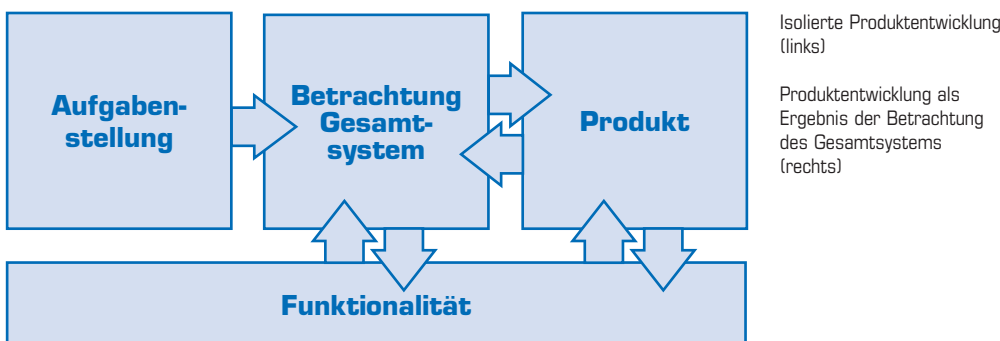 Aufgaben-
stellung
Betrachtung
Gesamt-
system
Produkt
Funktionalität
Isolierte Produktentwicklung
(links)
Produktentwicklung als
Ergebnis der Betrachtung
des Gesamtsystems
(rechts)